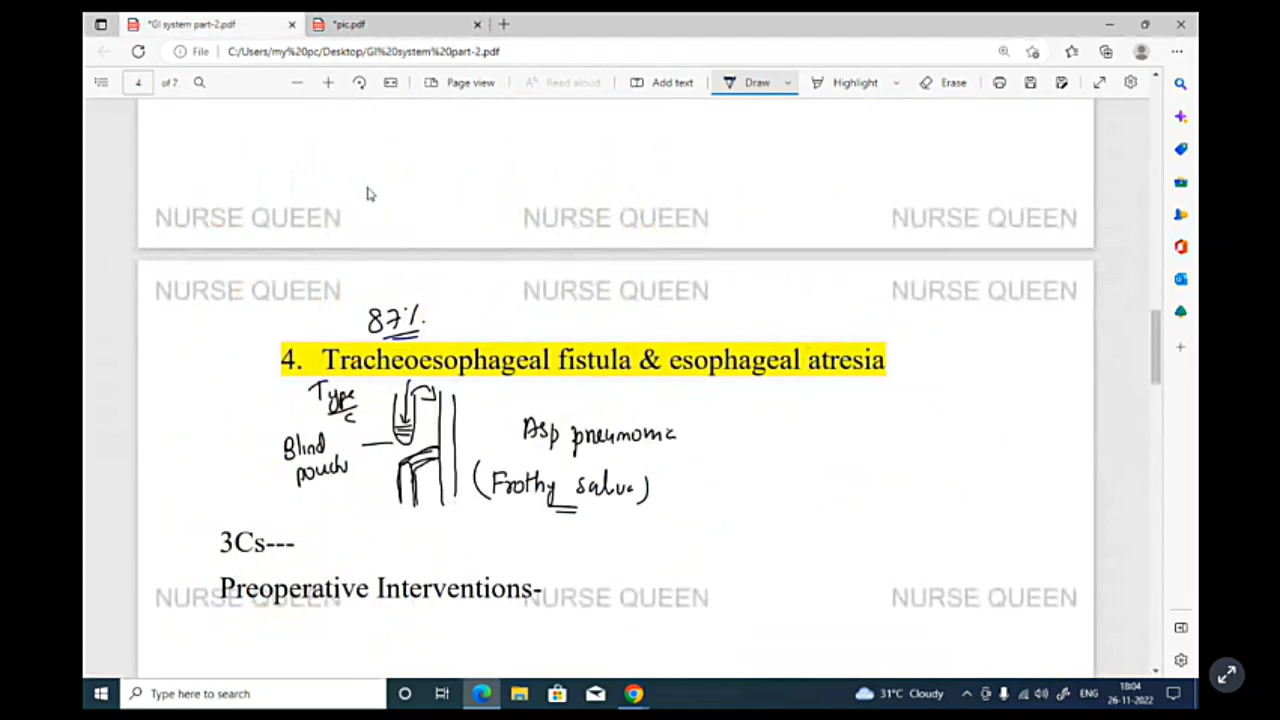 *GI system part-2.pdf
*pic.pdf
File C:/Users/my%20pc/Desktop/GI%20system%20part-2.pdf
4 of 7 Page view Read aloud Add text Draw Highlight Erase
NURSE QUEEN NURSE QUEEN NURSE QUEEN
NURSE QUEEN NURSE QUEEN NURSE QUEEN
87%
4. Tracheoesophageal fistula & esophageal atresia
Type C
Blind pouch
Asp pneumonia
(Frothy saliva)
3Cs---
Preoperative Interventions-
NURSE QUEEN NURSE QUEEN NURSE QUEEN
Type here to search
31°C Cloudy
ENG
18:04
26-11-2022